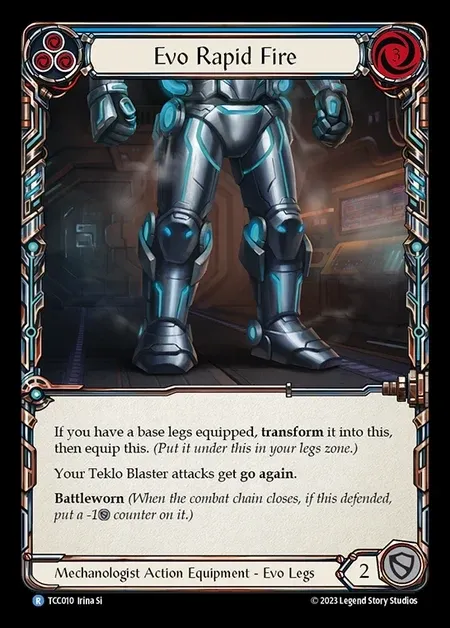 3
Evo Rapid Fire
If you have a base legs equipped, transform it into this,
then equip this. (Put it under this in your legs zone.)
Your Teklo Blaster attacks get go again.
Battleworn (When the combat chain closes, if this defended,
put a -1 counter on it.)
Mechanologist Action Equipment - Evo Legs
2
R TCC010 Irina Si
© 2023 Legend Story Studios